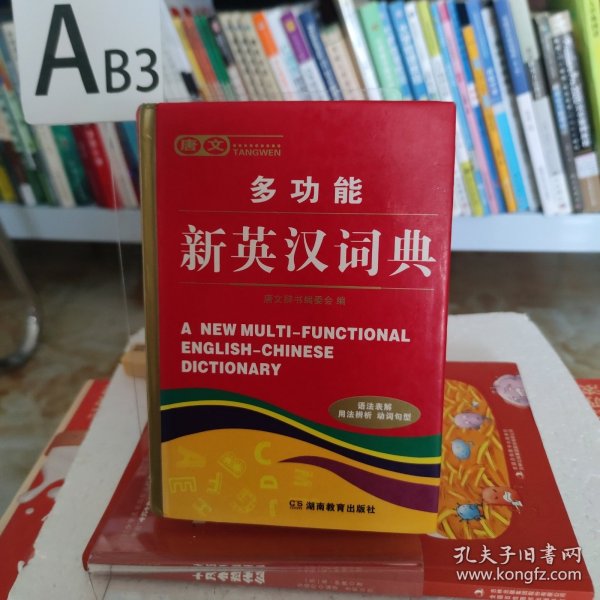 A B3
唐文
TANGWEN
多功能
新英汉词典
唐文辞书编委会 编
A NEW MULTI-FUNCTIONAL
ENGLISH-CHINESE
DICTIONARY
语法表解
用法辨析 动词句型
湖南教育出版社
孔夫子旧书网
www.kongfz.com